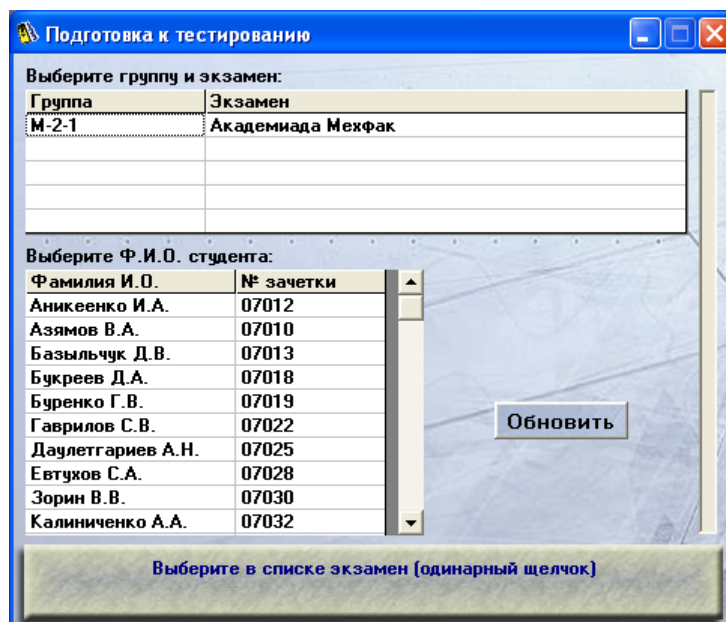 Подготовка к тестированию
Выберите группу и экзамен:
Группа Экзамен
М-2-1 Академиада Мехфак
Выберите Ф.И.О. студента:
Фамилия И.О. № зачетки
Аникеенко И.А. 07012
Азямов В.А. 07010
Базыльчук Д.В. 07013
Букреев Д.А. 07018
Буренко Г.В. 07019
Гаврилов С.В. 07022
Даулетгариев А.Н. 07025
Евтухов С.А. 07028
Зорин В.В. 07030
Калиниченко А.А. 07032
Обновить
Выберите в списке экзамен (одинарный щелчок)